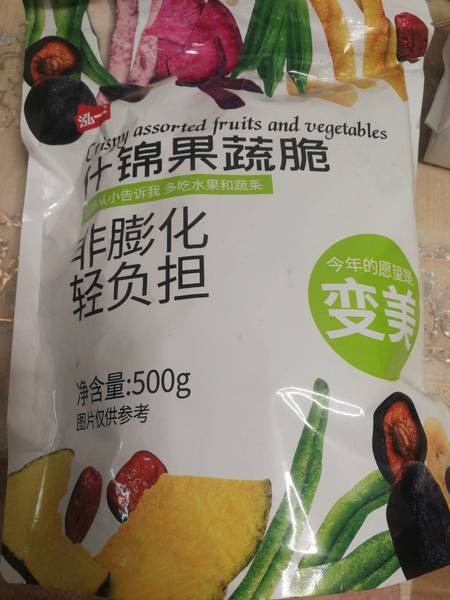 泓一
Crispy assorted fruits and vegetables
什锦果蔬脆
从小告诉我 多吃水果和蔬菜
非膨化
轻负担
今年的愿望是
变美
净含量:500g
图片仅供参考